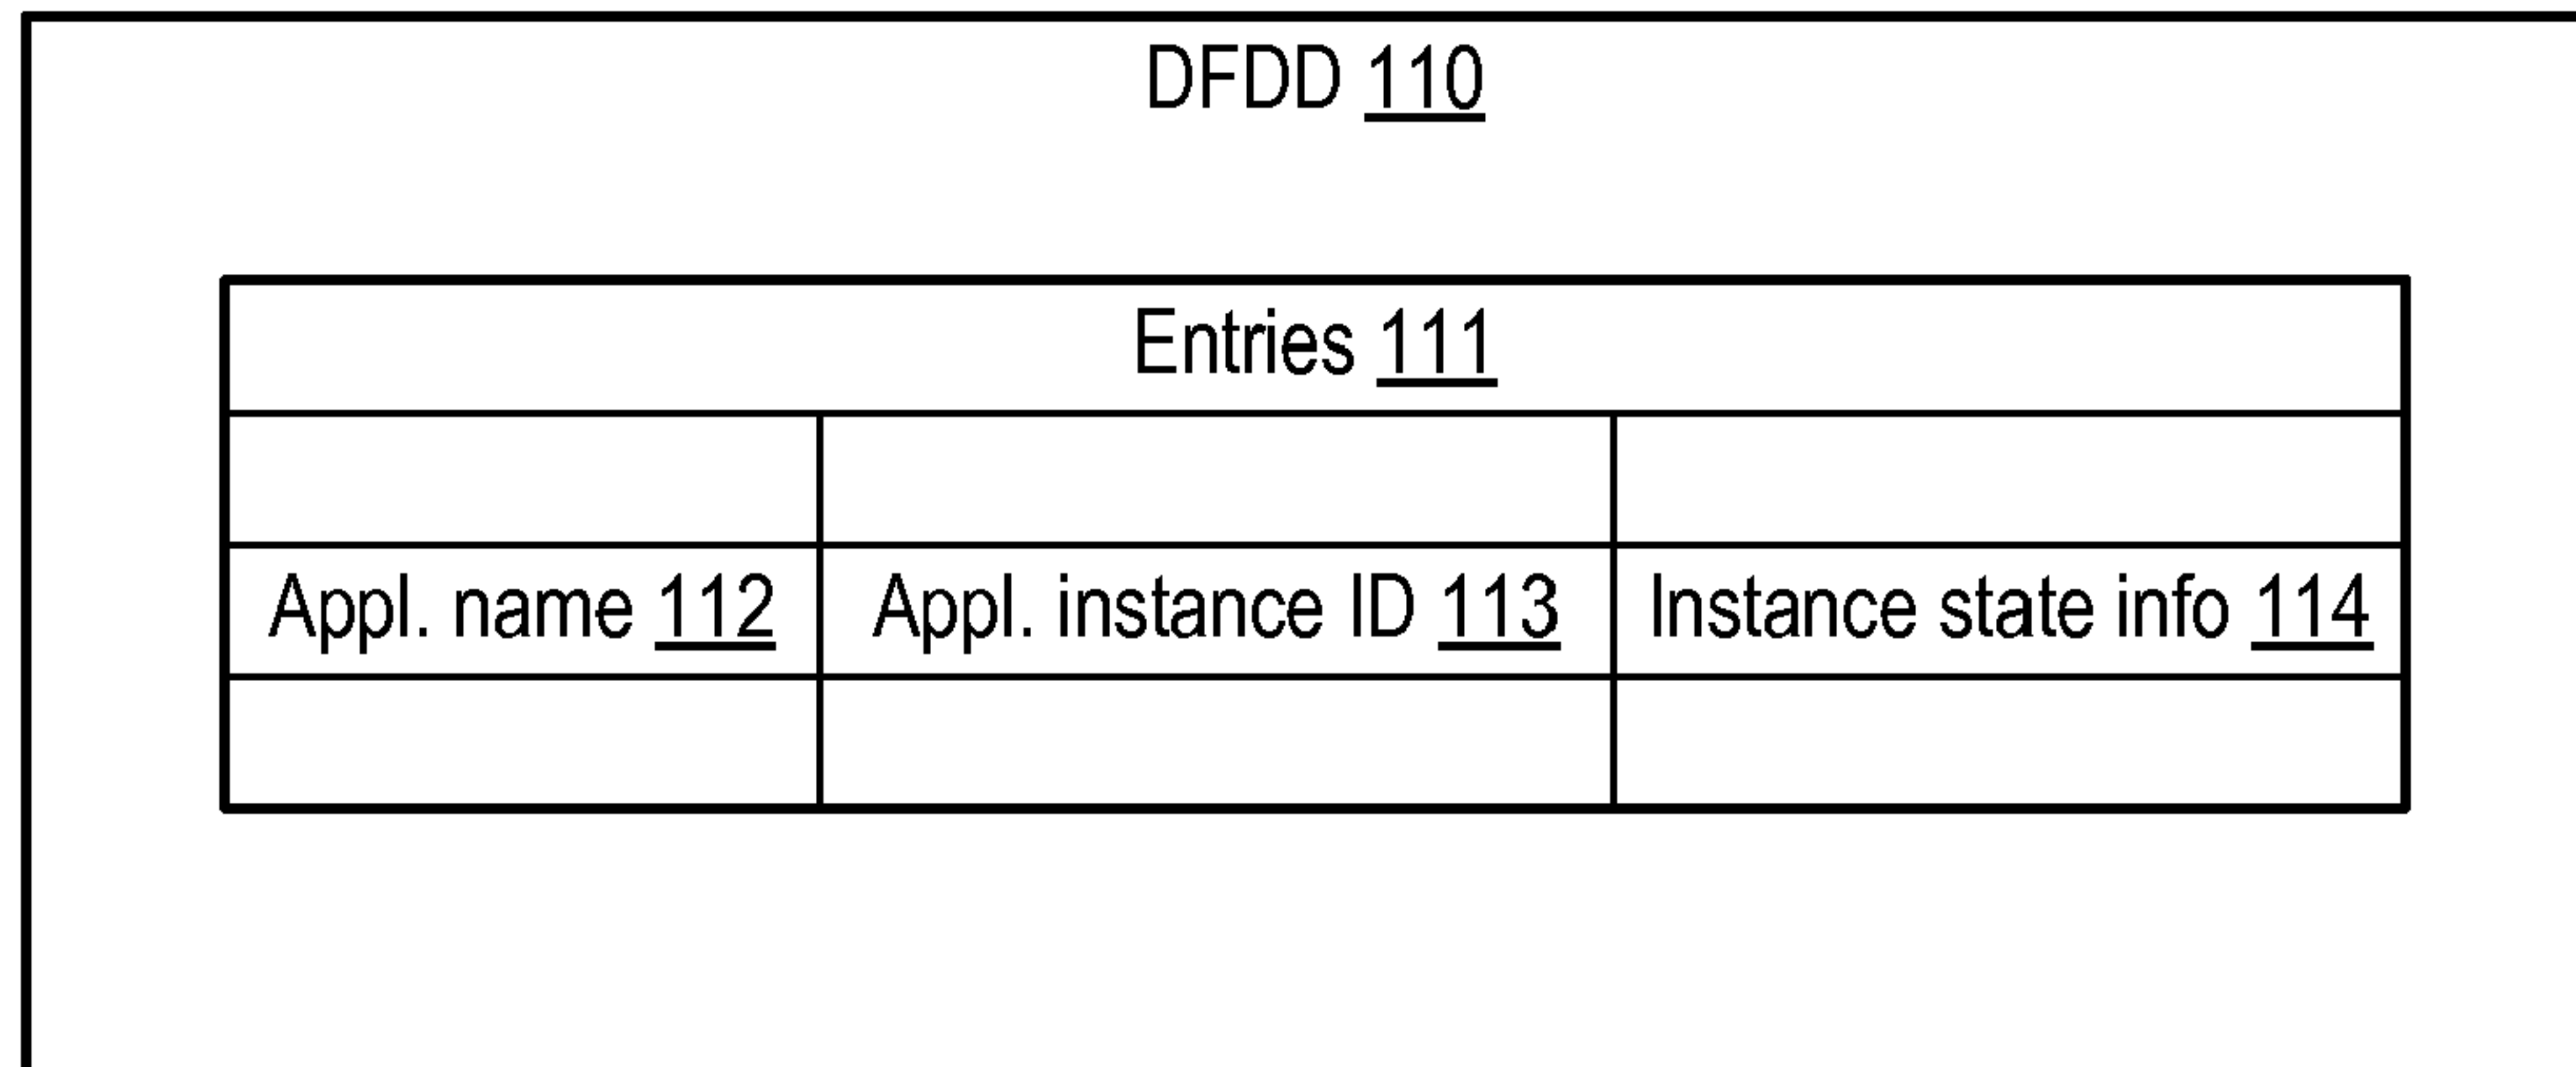 DFDD 110
Entries 111
Appl. name 112 Appl. instance ID 113 Instance state info 114